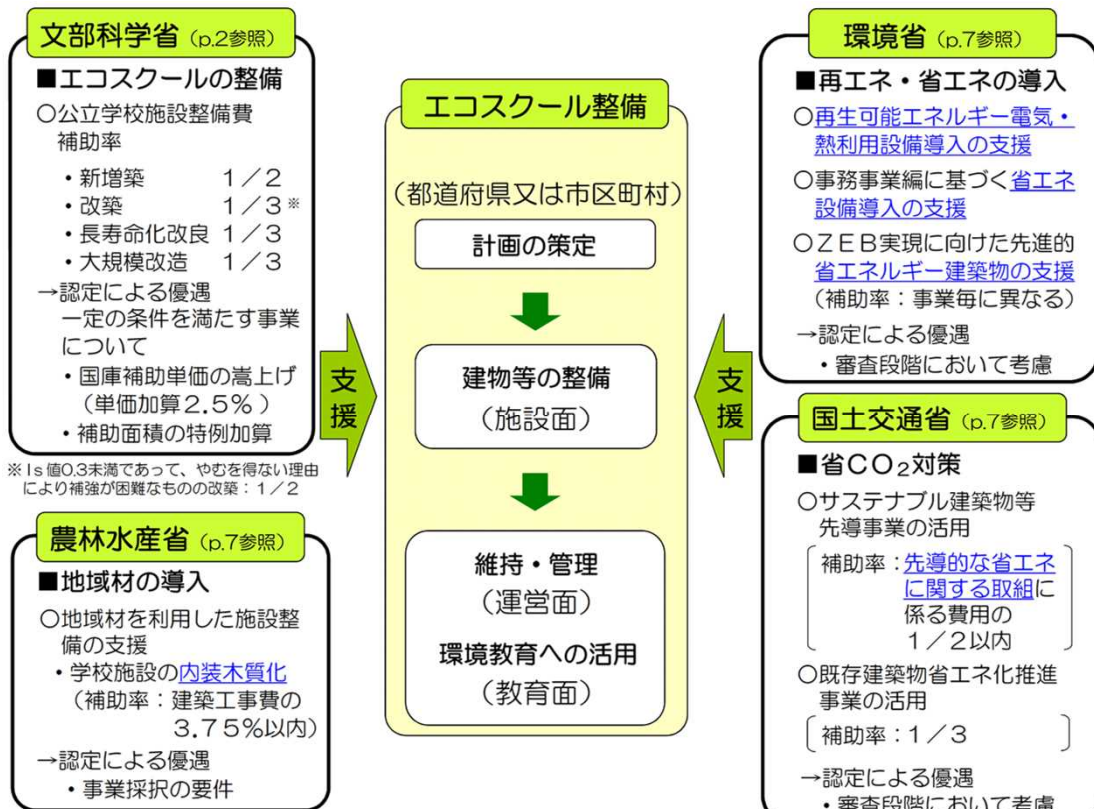 文部科学省 (p.2参照)
■エコスクールの整備
○公立学校施設整備費
補助率
・新増築 1/2
・改築 1/3※
・長寿命化改良 1/3
・大規模改造 1/3
→認定による優遇
一定の条件を満たす事業
について
・国庫補助単価の嵩上げ
(単価加算2.5%)
・補助面積の特例加算
※Is値0.3未満であって、やむを得ない理由
により補強が困難なものの改築:1/2
農林水産省 (p.7参照)
■地域材の導入
○地域材を利用した施設整
備の支援
・学校施設の内装木質化
(補助率:建築工事費の
3.75%以内)
→認定による優遇
・事業採択の要件
支援
エコスクール整備
(都道府県又は市区町村)
計画の策定
建物等の整備
(施設面)
維持・管理
(運営面)
環境教育への活用
(教育面)
支援
環境省 (p.7参照)
■再エネ・省エネの導入
○再生可能エネルギー電気・
熱利用設備導入の支援
○事務事業編に基づく省エネ
設備導入の支援
○ZEB実現に向けた先進的
省エネルギー建築物の支援
(補助率:事業毎に異なる)
→認定による優遇
・審査段階において考慮
国土交通省 (p.7参照)
■省CO₂対策
○サステナブル建築物等
先導事業の活用
補助率:先導的な省エネ
に関する取組に
係る費用の
1/2以内
○既存建築物省エネ化推進
事業の活用
補助率:1/3
→認定による優遇
・審査段階において考慮